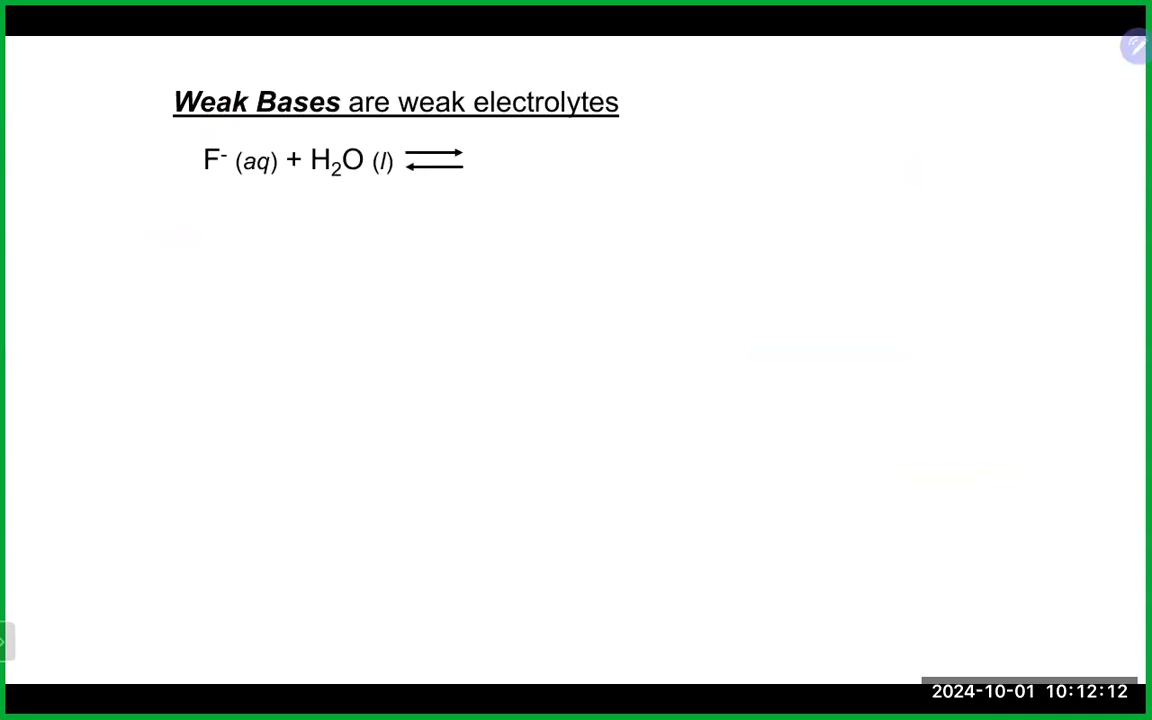 Weak Bases are weak electrolytes
F⁻ (aq) + H₂O (l) ⇌
2024-10-01 10:12:12